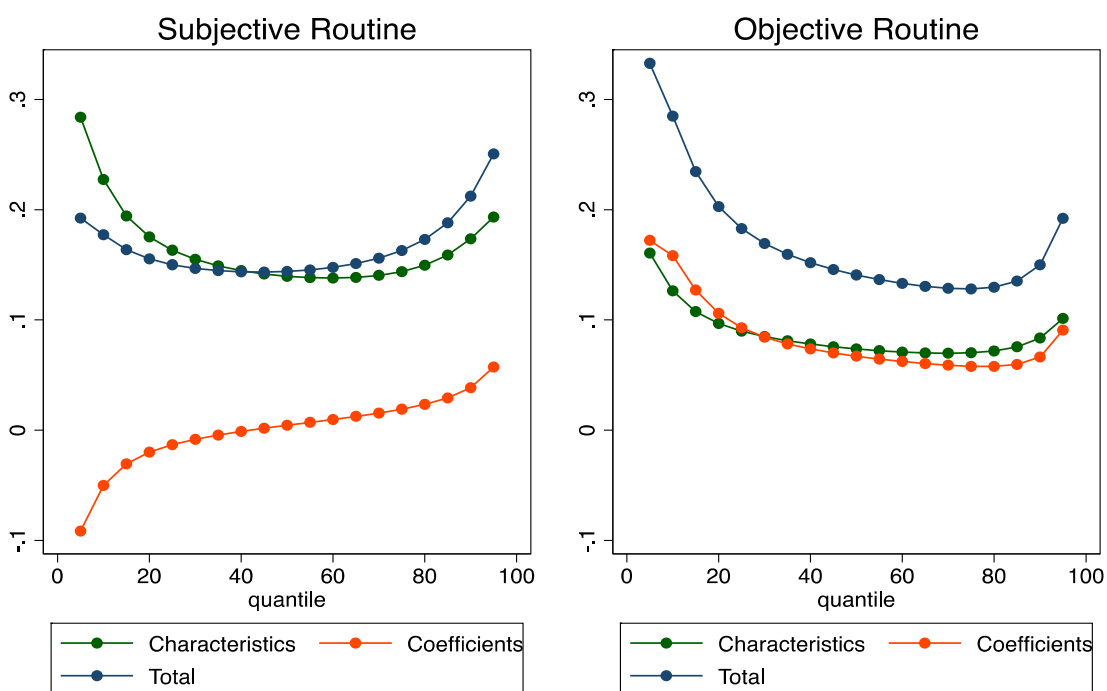 Subjective Routine
.3
.2
.1
0
-.1
0 20 40 60 80 100
quantile
Characteristics Coefficients
Total
Objective Routine
.3
.2
.1
0
-.1
0 20 40 60 80 100
quantile
Characteristics Coefficients
Total